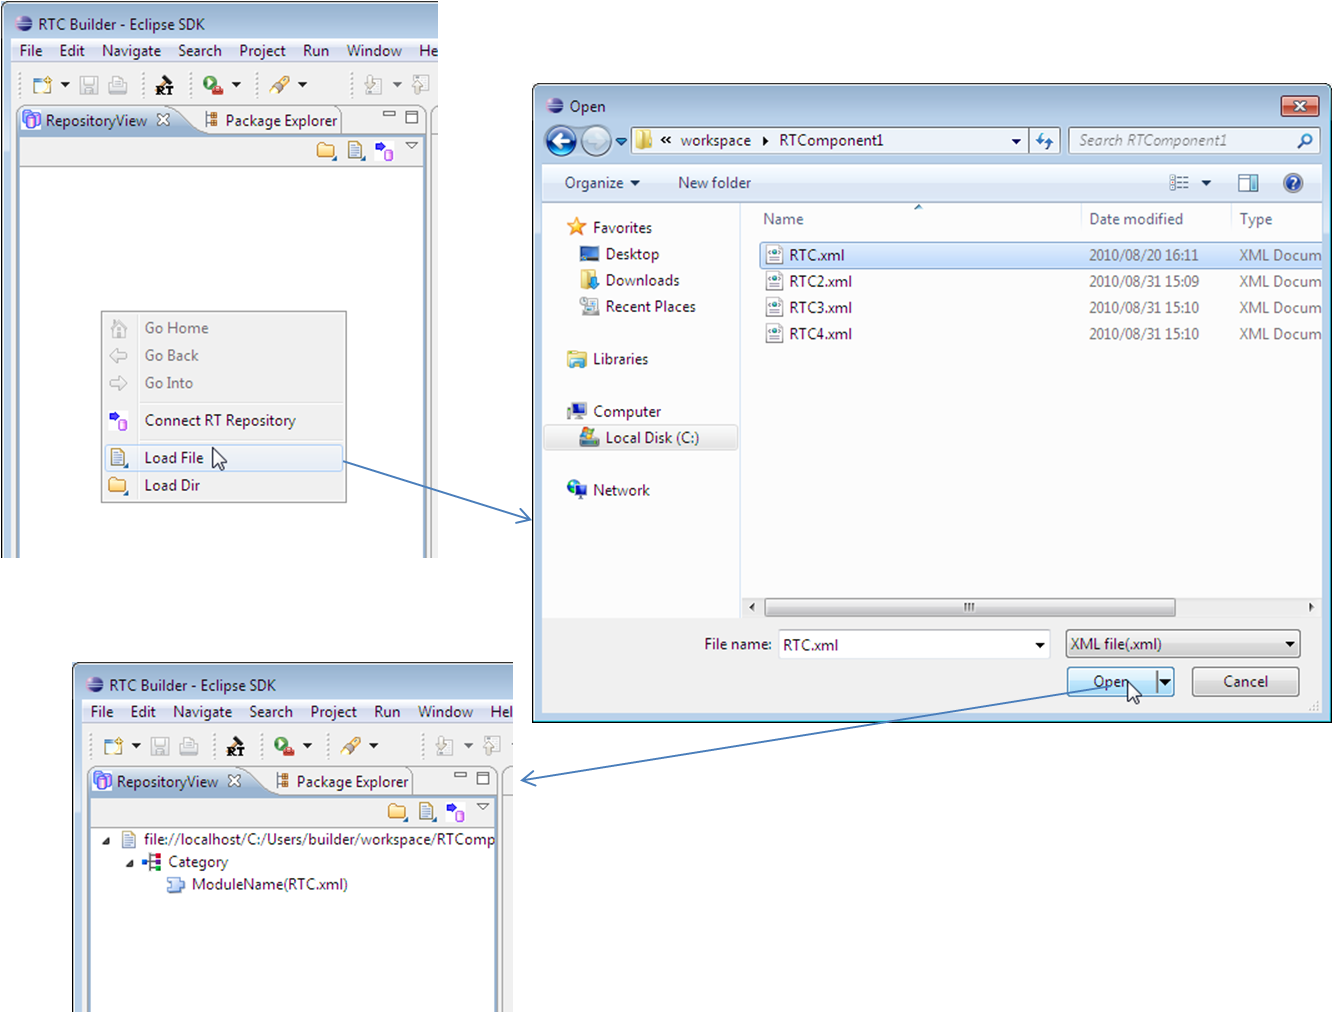 RTC Builder - Eclipse SDK
File Edit Navigate Search Project Run Window He
RT
RepositoryView Package Explorer
Go Home
Go Back
Go Into
Connect RT Repository
Load File
Load Dir
Open
« workspace RTComponent1 Search RTComponent1
Organize New folder
Name Date modified Type
Favorites
Desktop
Downloads
Recent Places
Libraries
Computer
Local Disk (C:)
Network
RTC.xml 2010/08/20 16:11 XML Docum
RTC2.xml 2010/08/31 15:09 XML Docum
RTC3.xml 2010/08/31 15:10 XML Docum
RTC4.xml 2010/08/31 15:10 XML Docum
File name: RTC.xml XML file(.xml)
Open Cancel
RTC Builder - Eclipse SDK
File Edit Navigate Search Project Run Window Hel
RT
RepositoryView Package Explorer
file://localhost/C:/Users/builder/workspace/RTComp
Category
ModuleName(RTC.xml)